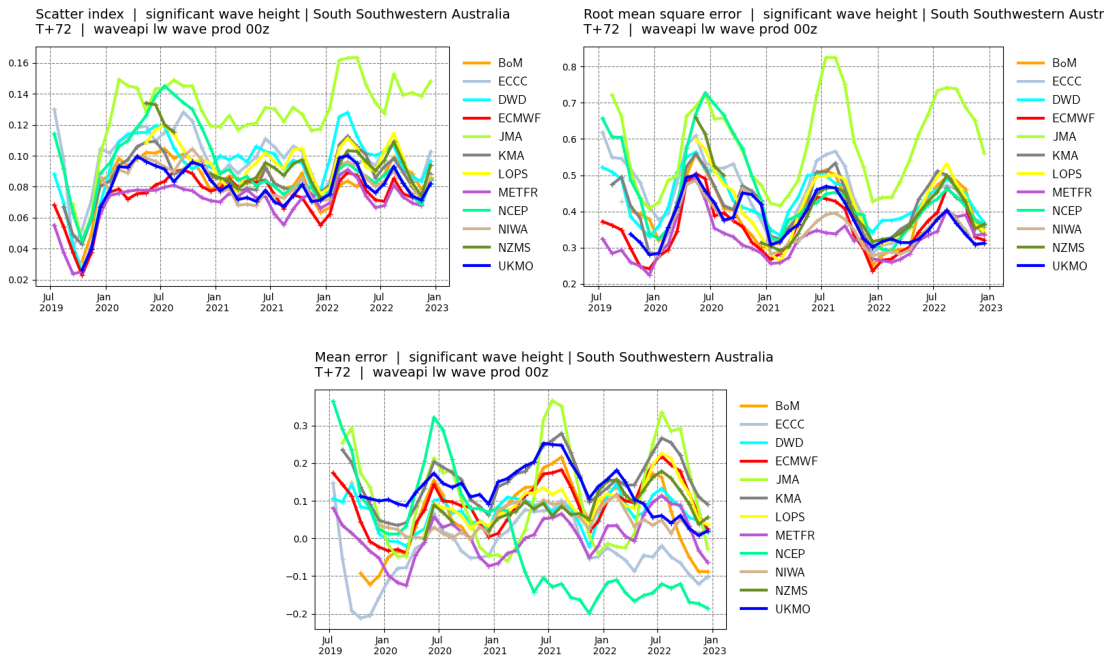 Scatter index | significant wave height | South Southwestern Australia
T+72 | waveapi lw wave prod 00z
0.16
0.14
0.12
0.10
0.08
0.06
0.04
0.02
Jul 2019
Jan 2020
Jul 2020
Jan 2021
Jul 2021
Jan 2022
Jul 2022
Jan 2023
BoM
ECCC
DWD
ECMWF
JMA
KMA
LOPS
METFR
NCEP
NIWA
NZMS
UKMO
Root mean square error | significant wave height | South Southwestern Austr
T+72 | waveapi lw wave prod 00z
0.8
0.7
0.6
0.5
0.4
0.3
0.2
Jul 2019
Jan 2020
Jul 2020
Jan 2021
Jul 2021
Jan 2022
Jul 2022
Jan 2023
BoM
ECCC
DWD
ECMWF
JMA
KMA
LOPS
METFR
NCEP
NIWA
NZMS
UKMO
Mean error | significant wave height | South Southwestern Australia
T+72 | waveapi lw wave prod 00z
0.3
0.2
0.1
0.0
−0.1
−0.2
Jul 2019
Jan 2020
Jul 2020
Jan 2021
Jul 2021
Jan 2022
Jul 2022
Jan 2023
BoM
ECCC
DWD
ECMWF
JMA
KMA
LOPS
METFR
NCEP
NIWA
NZMS
UKMO